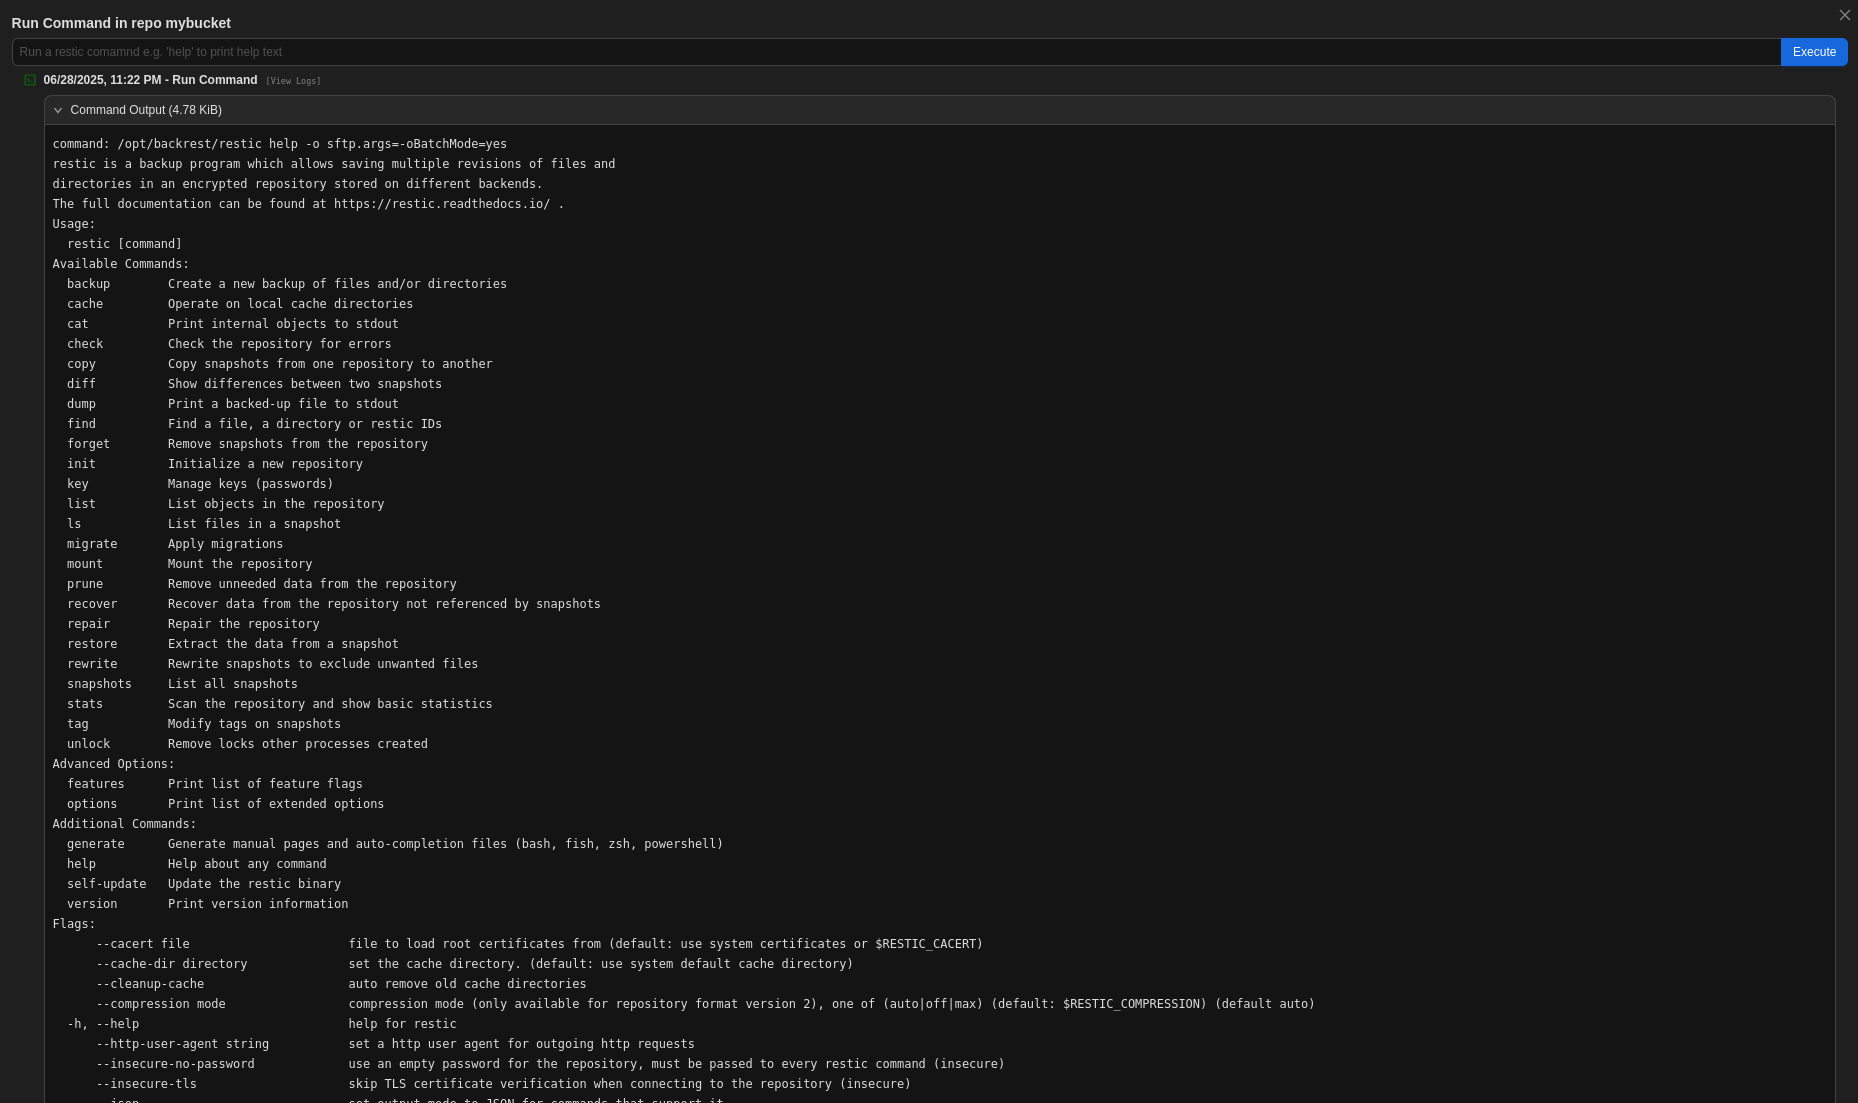 Run Command in repo mybucket
Run a restic comamnd e.g. 'help' to print help text
Execute
06/28/2025, 11:22 PM - Run Command [View Logs]
Command Output (4.78 KiB)
command: /opt/backrest/restic help -o sftp.args=-oBatchMode=yes
restic is a backup program which allows saving multiple revisions of files and
directories in an encrypted repository stored on different backends.
The full documentation can be found at https://restic.readthedocs.io/ .
Usage:
  restic [command]
Available Commands:
  backup        Create a new backup of files and/or directories
  cache         Operate on local cache directories
  cat           Print internal objects to stdout
  check         Check the repository for errors
  copy          Copy snapshots from one repository to another
  diff          Show differences between two snapshots
  dump          Print a backed-up file to stdout
  find          Find a file, a directory or restic IDs
  forget        Remove snapshots from the repository
  init          Initialize a new repository
  key           Manage keys (passwords)
  list          List objects in the repository
  ls            List files in a snapshot
  migrate       Apply migrations
  mount         Mount the repository
  prune         Remove unneeded data from the repository
  recover       Recover data from the repository not referenced by snapshots
  repair        Repair the repository
  restore       Extract the data from a snapshot
  rewrite       Rewrite snapshots to exclude unwanted files
  snapshots     List all snapshots
  stats         Scan the repository and show basic statistics
  tag           Modify tags on snapshots
  unlock        Remove locks other processes created
Advanced Options:
  features      Print list of feature flags
  options       Print list of extended options
Additional Commands:
  generate      Generate manual pages and auto-completion files (bash, fish, zsh, powershell)
  help          Help about any command
  self-update   Update the restic binary
  version       Print version information
Flags:
      --cacert file                      file to load root certificates from (default: use system certificates or $RESTIC_CACERT)
      --cache-dir directory              set the cache directory. (default: use system default cache directory)
      --cleanup-cache                    auto remove old cache directories
      --compression mode                 compression mode (only available for repository format version 2), one of (auto|off|max) (default: $RESTIC_COMPRESSION) (default auto)
  -h, --help                             help for restic
      --http-user-agent string           set a http user agent for outgoing http requests
      --insecure-no-password             use an empty password for the repository, must be passed to every restic command (insecure)
      --insecure-tls                     skip TLS certificate verification when connecting to the repository (insecure)
      --json                             set output mode to JSON for commands that support it